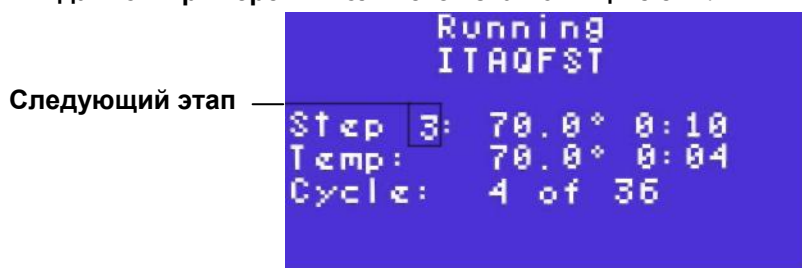 Running
ITAQFST
Следующий этап
Step 3: 70.0° 0:10
Temp: 70.0° 0:04
Cycle: 4 of 36